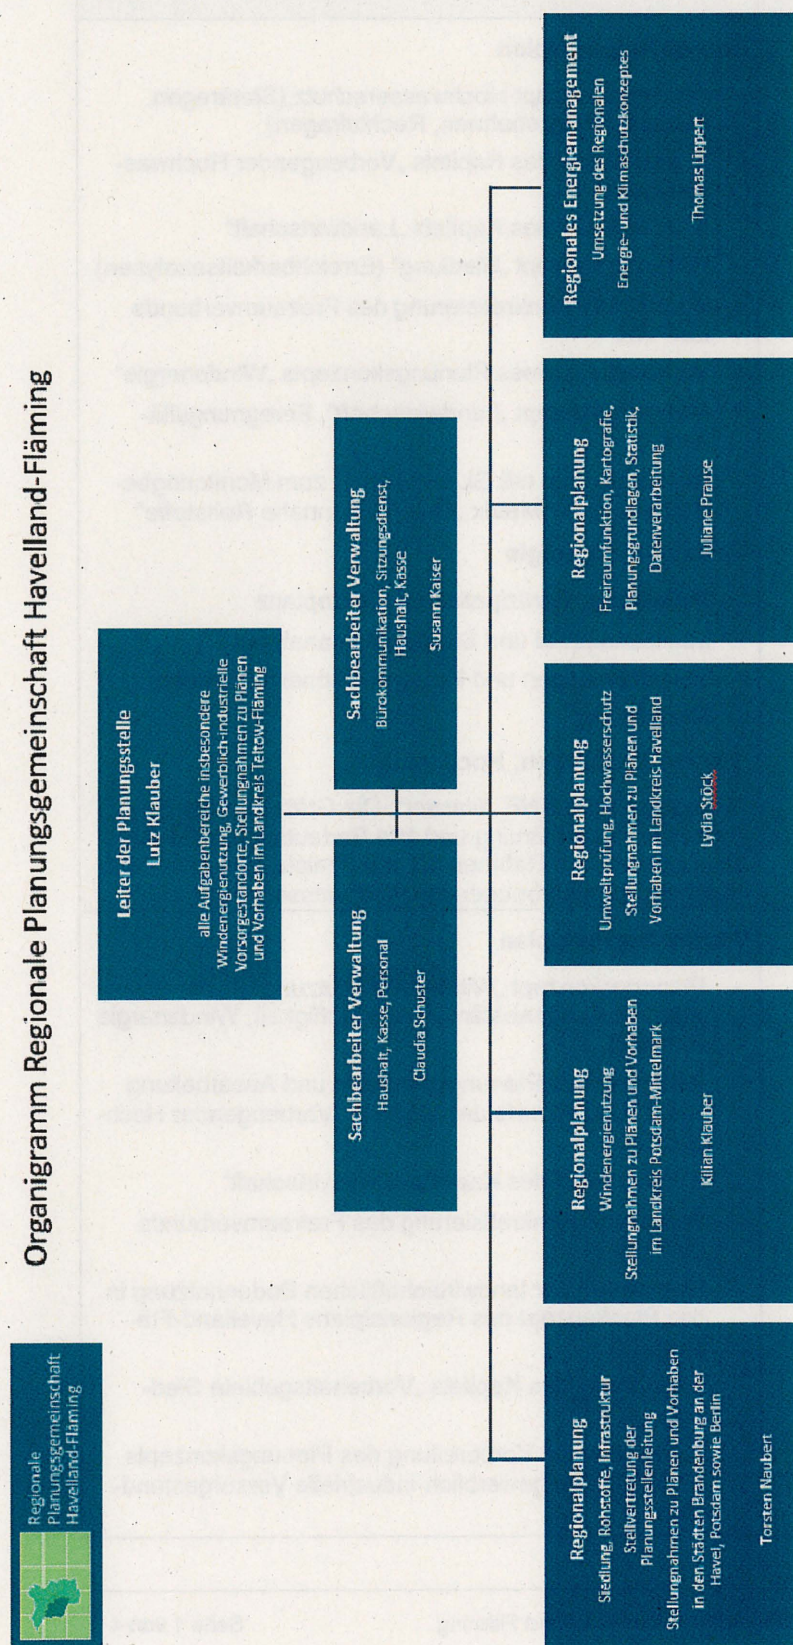 Regionale
Planungsgemeinschaft
Havelland-Fläming
Organigramm Regionale Planungsgemeinschaft Havelland-Fläming
Leiter der Planungsstelle
Lutz Klauber
alle Aufgabenbereiche insbesondere
Windenergienutzung, Gewerblich-industrielle
Vorsorgestandorte, Stellungnahmen zu Plänen
und Vorhaben im Landkreis Teltow-Fläming
Sachbearbeiter Verwaltung
Haushalt, Kasse, Personal
Claudia Schuster
Sachbearbeiter Verwaltung
Bürokommunikation, Sitzungsdienst,
Haushalt, Kasse
Susann Kaiser
Regionalplanung
Siedlung, Rohstoffe, Infrastruktur
Stellvertretung der
Planungsstellenleitung
Stellungnahmen zu Plänen und Vorhaben
in den Städten Brandenburg an der
Havel, Potsdam sowie Berlin
Torsten Naubert
Regionalplanung
Windenergienutzung
Stellungnahmen zu Plänen und Vorhaben
im Landkreis Potsdam-Mittelmark
Kilian Klauber
Regionalplanung
Umweltprüfung, Hochwasserschutz
Stellungnahmen zu Plänen und
Vorhaben im Landkreis Havelland
Lydia Stöck
Regionalplanung
Freiraumfunktion, Kartografie,
Planungsgrundlagen, Statistik,
Datenverarbeitung
Juliane Prause
Regionales Energiemanagement
Umsetzung des Regionalen
Energie- und Klimaschutzkonzeptes
Thomas Lippert